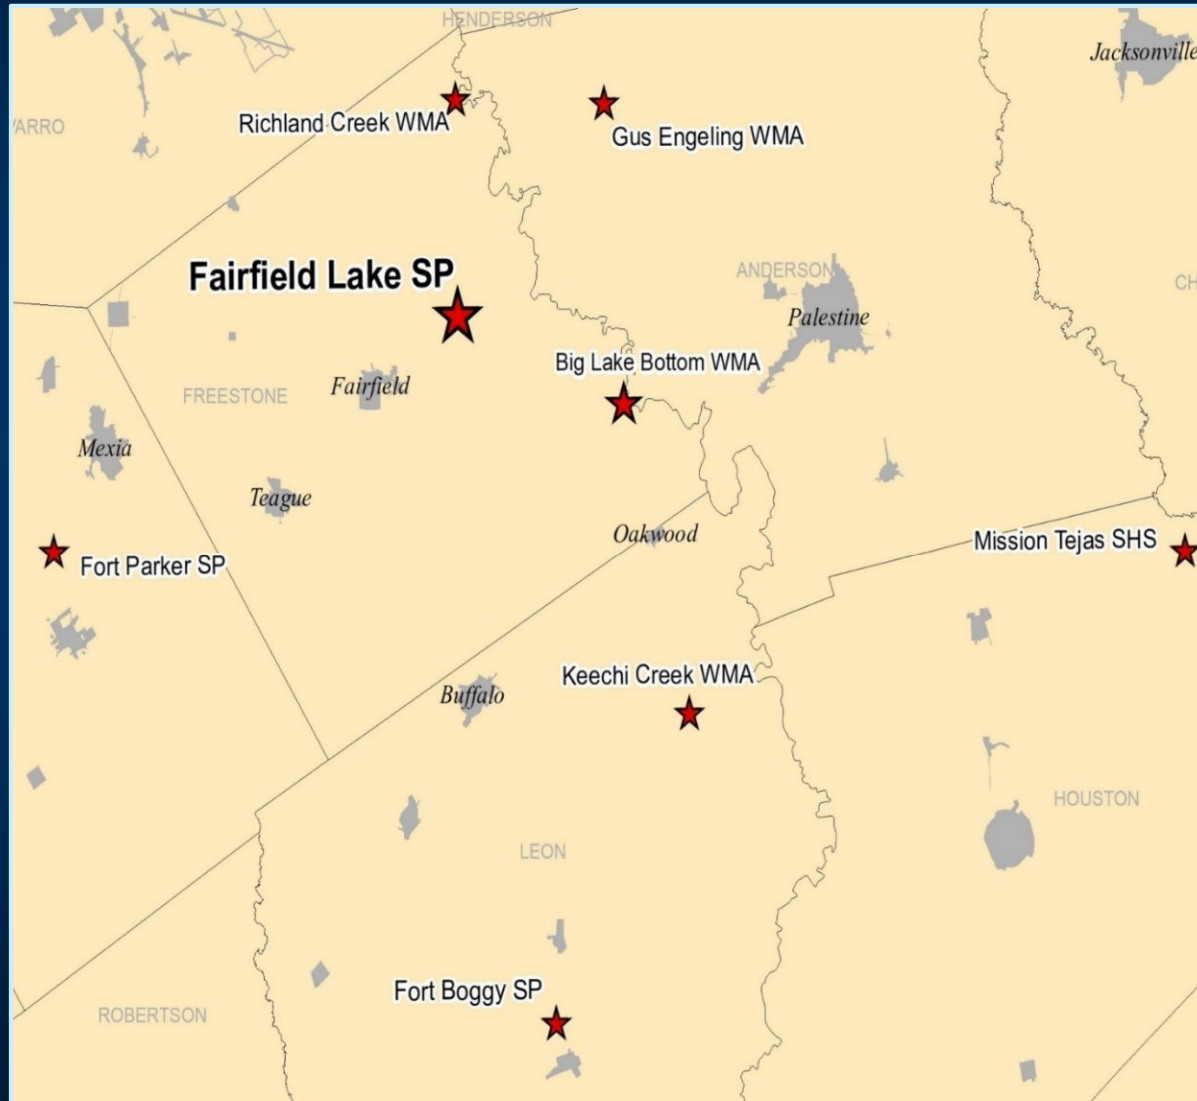 HENDERSON
Jacksonville
Richland Creek WMA
ARRO
Gus Engeling WMA
Fairfield Lake SP
ANDERSON
CH
Palestine
Big Lake Bottom WMA
FREESTONE
Fairfield
Mexia
Teague
Oakwood
Mission Tejas SHS
Fort Parker SP
Keechi Creek WMA
Buffalo
HOUSTON
LEON
Fort Boggy SP
ROBERTSON